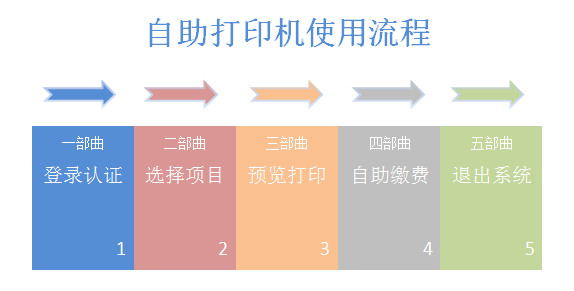 自助打印机使用流程
一部曲 二部曲 三部曲 四部曲 五部曲
登录认证 选择项目 预览打印 自助缴费 退出系统
1 2 3 4 5